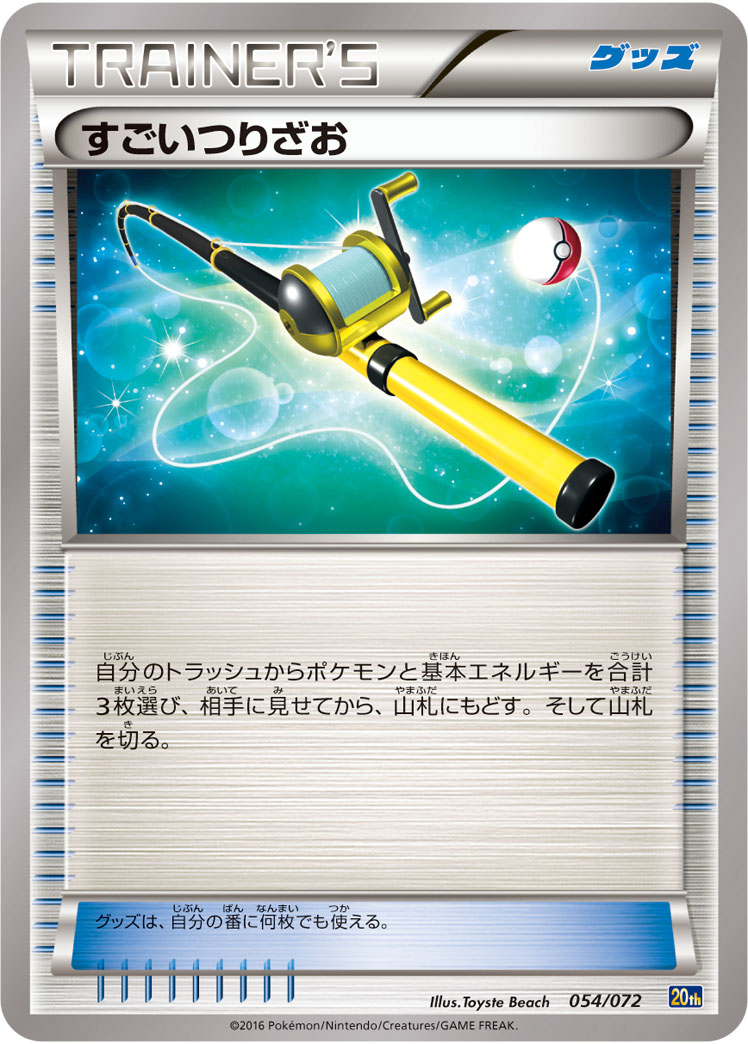 TRAINER'S
グッズ
すごいつりざお
自分のトラッシュからポケモンと基本エネルギーを合計
3枚選び、相手に見せてから、山札にもどす。そして山札
を切る。
グッズは、自分の番に何枚でも使える。
Illus.Toyste Beach 054/072 20th
©2016 Pokémon/Nintendo/Creatures/GAME FREAK.